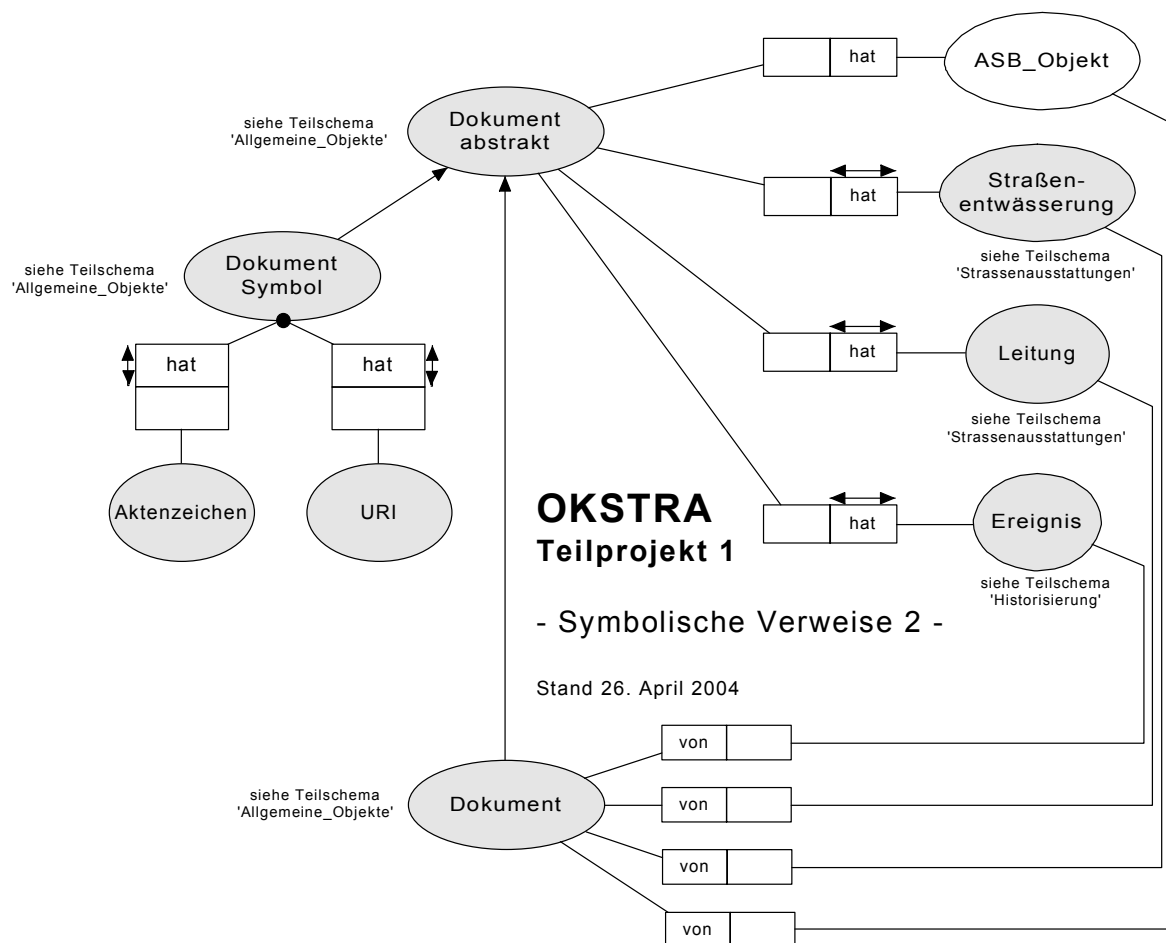 hat
ASB_Objekt
siehe Teilschema
'Allgemeine_Objekte'
Dokument
abstrakt
hat
Straßen-
entwässerung
siehe Teilschema
'Strassenausstattungen'
siehe Teilschema
'Allgemeine_Objekte'
Dokument
Symbol
hat
hat
hat
Leitung
siehe Teilschema
'Strassenausstattungen'
Aktenzeichen
URI
OKSTRA
Teilprojekt 1
hat
Ereignis
siehe Teilschema
'Historisierung'
- Symbolische Verweise 2 -
Stand 26. April 2004
von
siehe Teilschema
'Allgemeine_Objekte'
Dokument
von
von
von